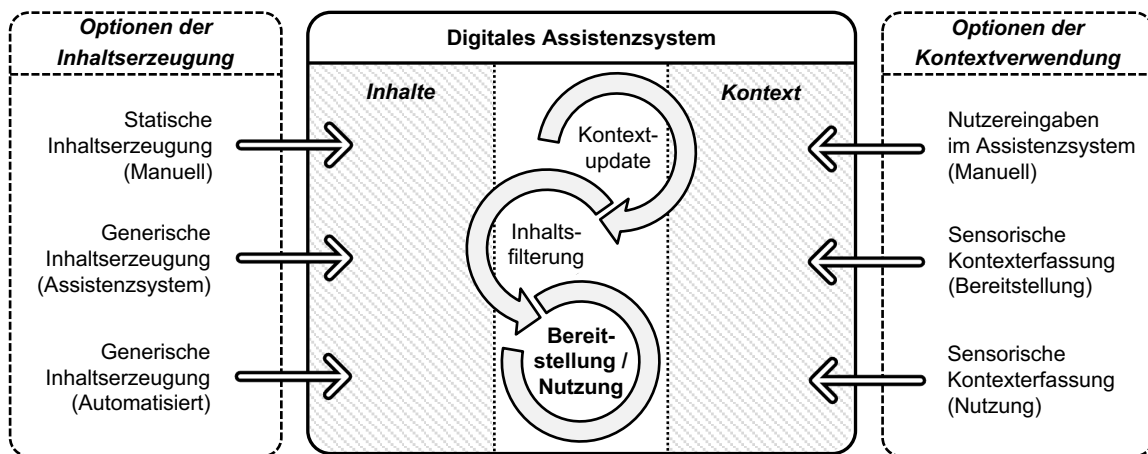 Optionen der
Inhaltserzeugung
Statische
Inhaltserzeugung
(Manuell)
Generische
Inhaltserzeugung
(Assistenzsystem)
Generische
Inhaltserzeugung
(Automatisiert)
Digitales Assistenzsystem
Inhalte
Kontext
Kontext-
update
Inhalts-
filterung
Bereit-
stellung /
Nutzung
Optionen der
Kontextverwendung
Nutzereingaben
im Assistenzsystem
(Manuell)
Sensorische
Kontexterfassung
(Bereitstellung)
Sensorische
Kontexterfassung
(Nutzung)